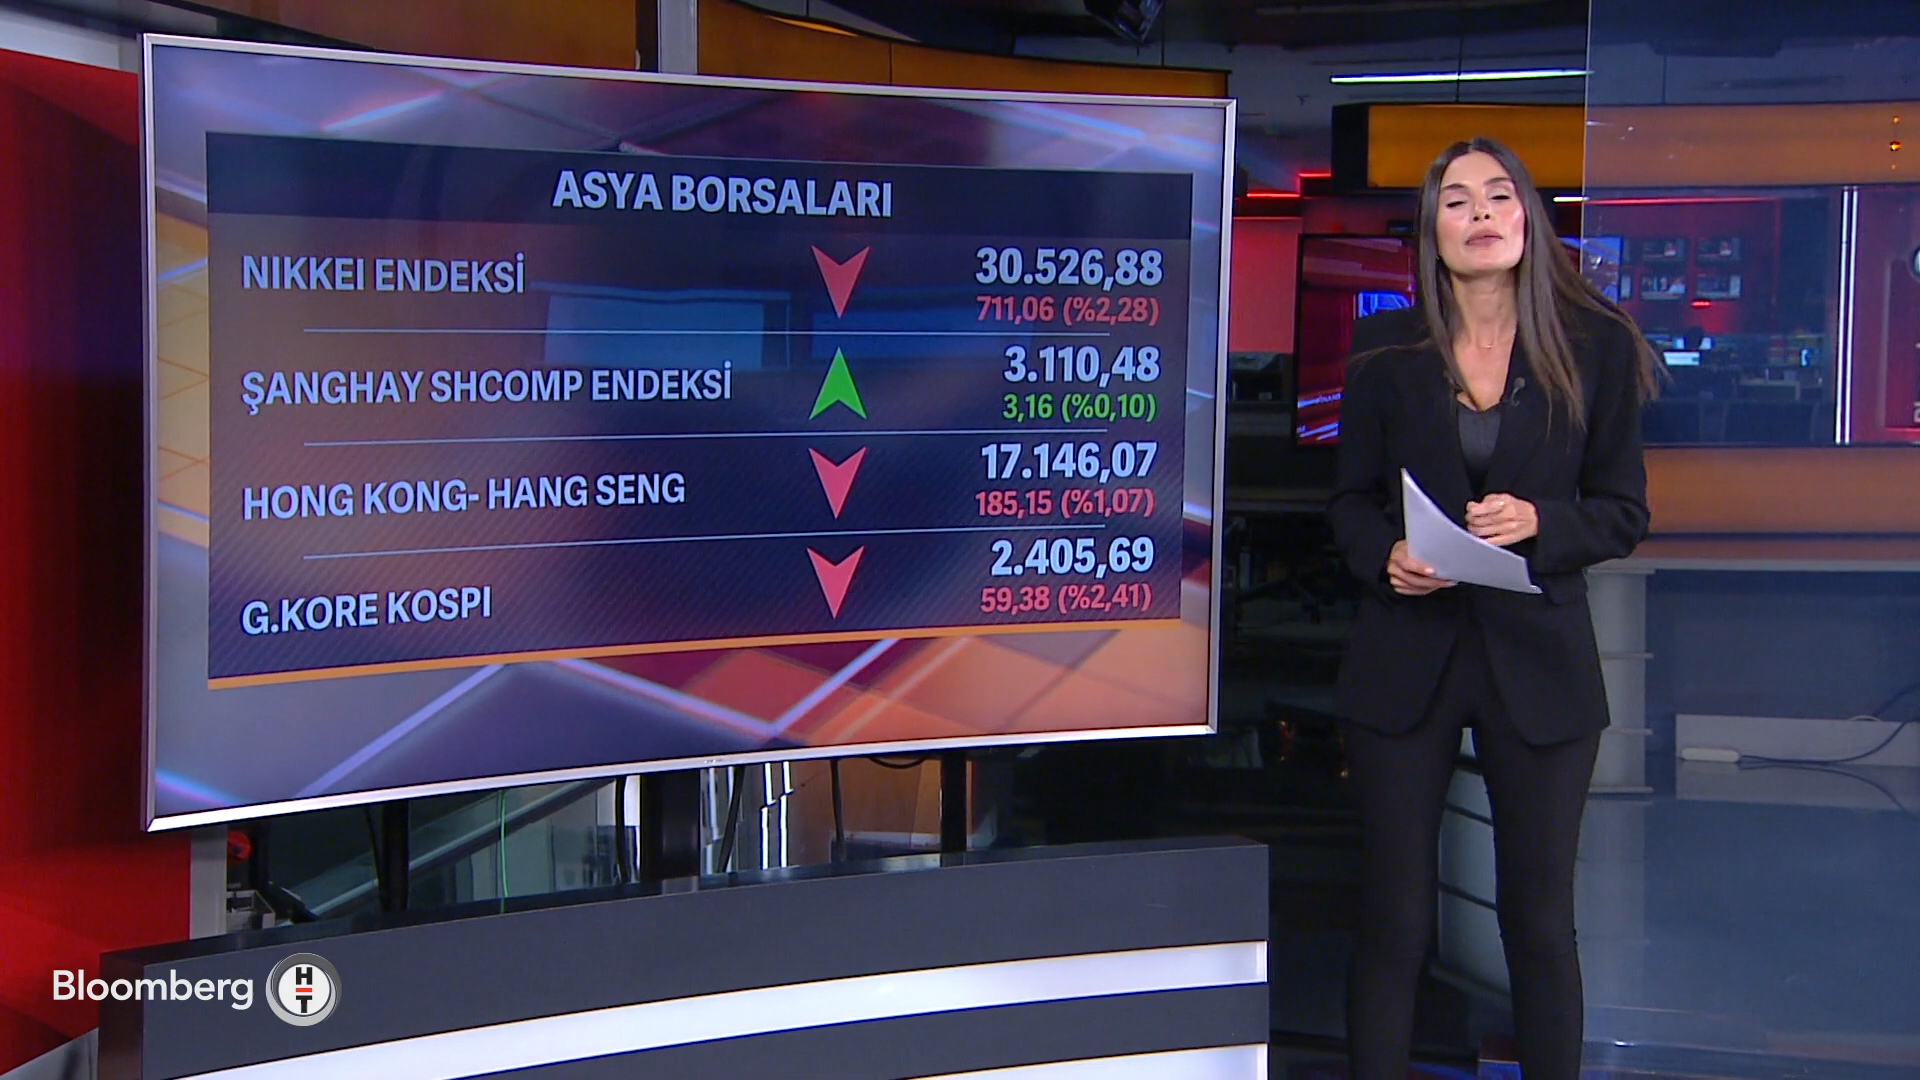 ASYA BORSALARI
NIKKEI ENDEKSİ
30.526,88
711,06 (%2,28)
ŞANGHAY SHCOMP ENDEKSİ
3.110,48
3,16 (%0,10)
HONG KONG- HANG SENG
17.146,07
185,15 (%1,07)
G.KORE KOSPI
2.405,69
59,38 (%2,41)
Bloomberg HT